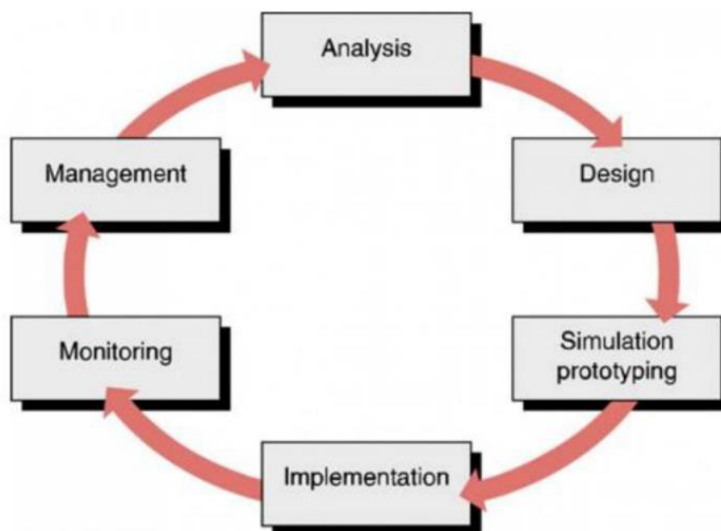 Analysis
Design
Simulation
prototyping
Implementation
Monitoring
Management